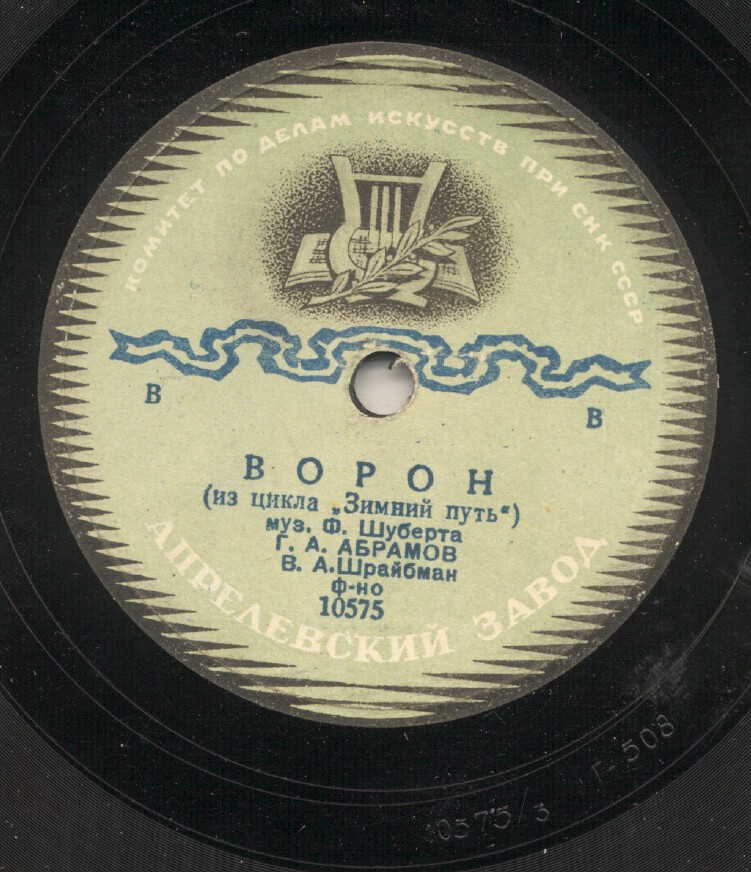 КОМИТЕТ ПО ДЕЛАМ ИСКУССТВ ПРИ СНК СССР
В
В
ВОРОН
(из цикла „Зимний путь“)
муз. Ф. Шуберта
Г. А. АБРАМОВ
В. А. Шрайбман
ф-но
10575
АПРЕЛЕВСКИЙ ЗАВОД
10575/3 Г-508